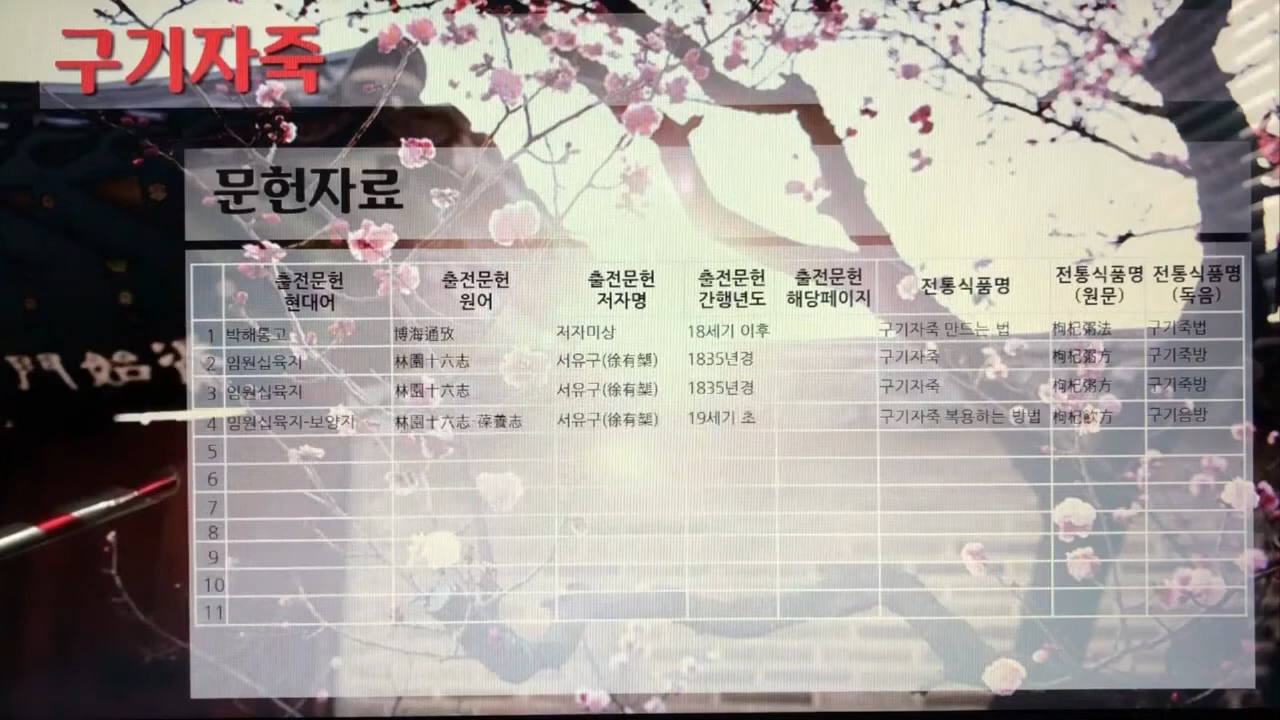 구기자죽
문헌자료
출전문헌 현대어 출전문헌 원어 출전문헌 저자명 출전문헌 간행년도 출전문헌 해당페이지 전통식품명 전통식품명 (원문) 전통식품명 (독음)
1 박해통고 博海通攷 저자미상 18세기 이후 구기자죽 만드는 법 枸杞粥法 구기죽법
2 임원십육지 林園十六志 서유구(徐有榘) 1835년경 구기자죽 枸杞粥方 구기죽방
3 임원십육지 林園十六志 서유구(徐有榘) 1835년경 구기자죽 枸杞粥方 구기죽방
4 임원십육지-보양지 林園十六志·葆養志 서유구(徐有榘) 19세기 초 구기자죽 복용하는 방법 枸杞飮方 구기음방
5
6
7
8
9
10
11
門始